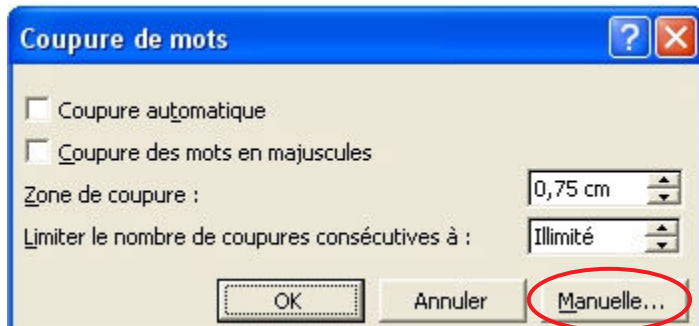 Coupure de mots
Coupure automatique
Coupure des mots en majuscules
Zone de coupure : 0,75 cm
Limiter le nombre de coupures consécutives à : Illimité
OK Annuler Manuelle...